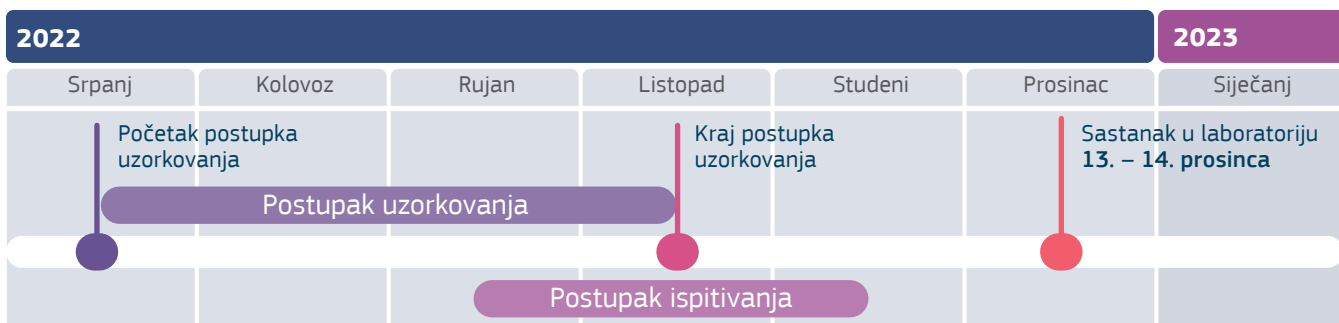 2022
2023
Srpanj
Kolovoz
Rujan
Listopad
Studeni
Prosinac
Siječanj
Početak postupka
uzorkovanja
Kraj postupka
uzorkovanja
Sastanak u laboratoriju
13. – 14. prosinca
Postupak uzorkovanja
Postupak ispitivanja